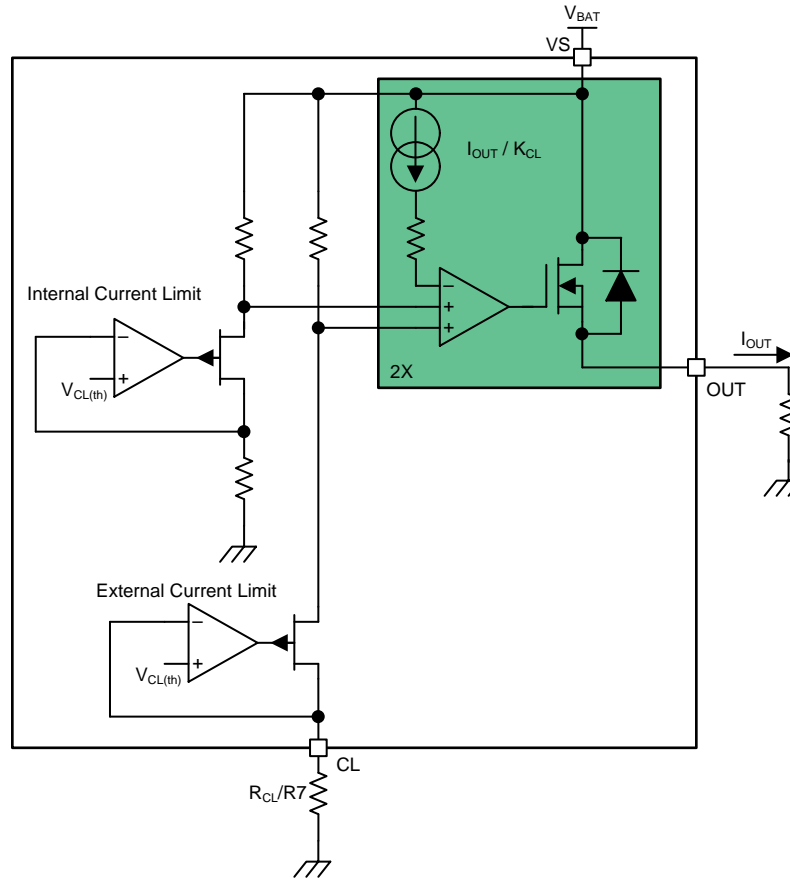 V_BAT
VS
I_OUT / K_CL
Internal Current Limit
−
+
V_CL(th)
−
+
+
2X
I_OUT
OUT
External Current Limit
−
+
V_CL(th)
CL
R_CL/R7